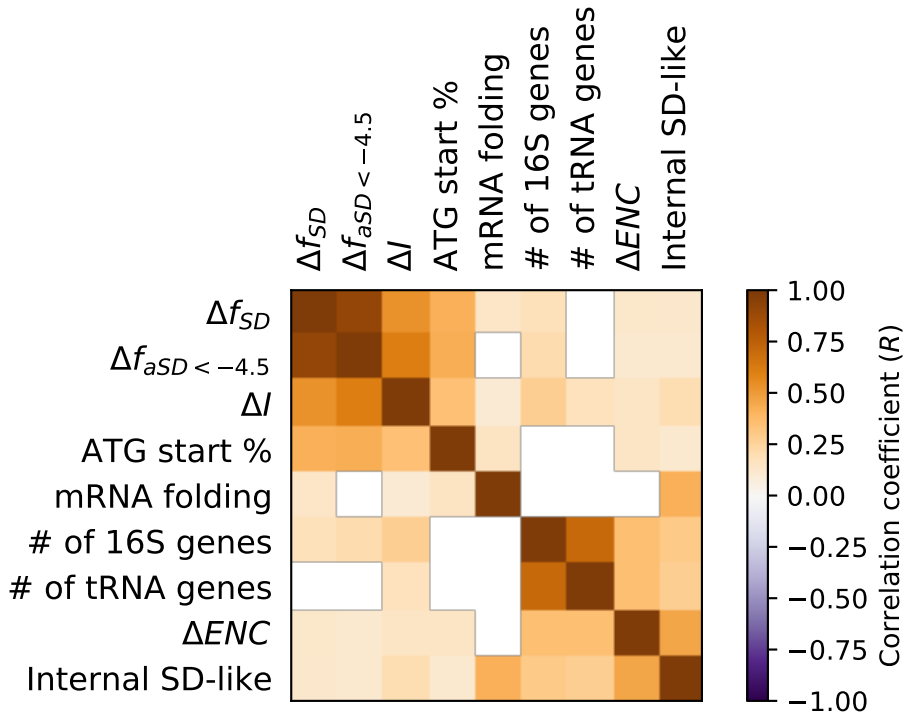 Δf_SD
Δf_aSD<−4.5
ΔI
ATG start %
mRNA folding
# of 16S genes
# of tRNA genes
ΔENC
Internal SD-like
Δf_SD
Δf_aSD<−4.5
ΔI
ATG start %
mRNA folding
# of 16S genes
# of tRNA genes
ΔENC
Internal SD-like
1.00
0.75
0.50
0.25
0.00
−0.25
−0.50
−0.75
−1.00
Correlation coefficient (R)